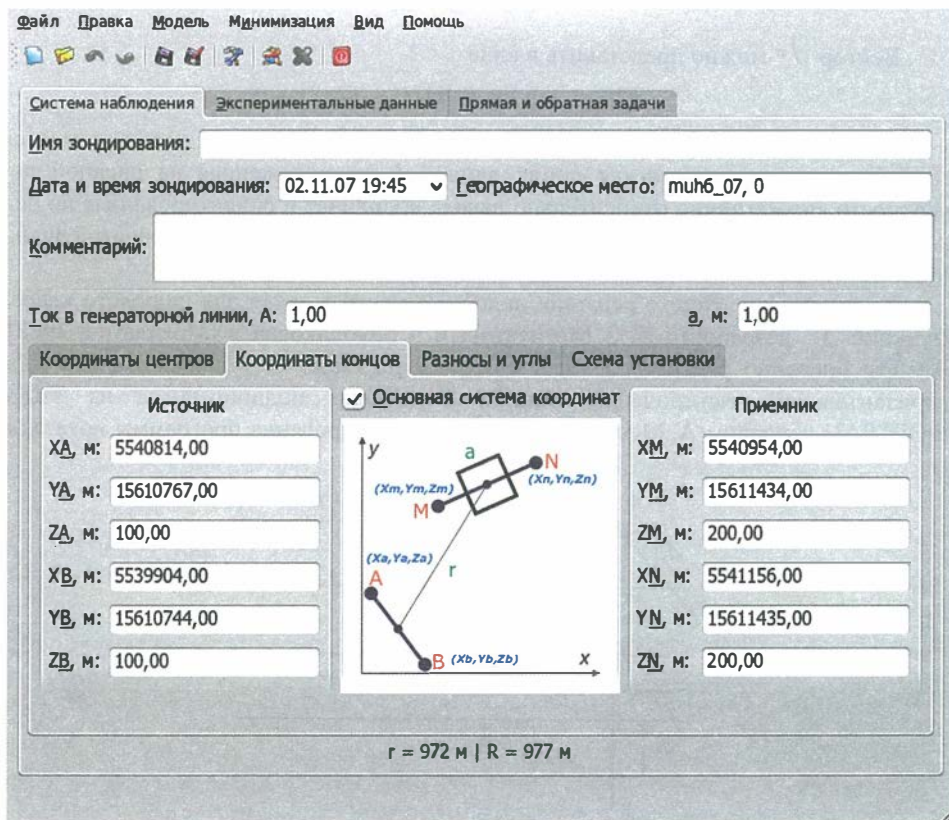 Файл Правка Модель Минимизация Вид Помощь
Система наблюдения Экспериментальные данные Прямая и обратная задачи
Имя зондирования:
Дата и время зондирования: 02.11.07 19:45 Географическое место: muh6_07, 0
Комментарий:
Ток в генераторной линии, А: 1,00 a, м: 1,00
Координаты центров Координаты концов Разносы и углы Схема установки
Источник
XA, м: 5540814,00
YA, м: 15610767,00
ZA, м: 100,00
XB, м: 5539904,00
YB, м: 15610744,00
ZB, м: 100,00
Основная система координат
y
a
N
(Xm,Ym,Zm)
(Xn,Yn,Zn)
M
(Xa,Ya,Za)
A
r
B (Xb,Yb,Zb)
x
Приемник
XM, м: 5540954,00
YM, м: 15611434,00
ZM, м: 200,00
XN, м: 5541156,00
YN, м: 15611435,00
ZN, м: 200,00
r = 972 м | R = 977 м